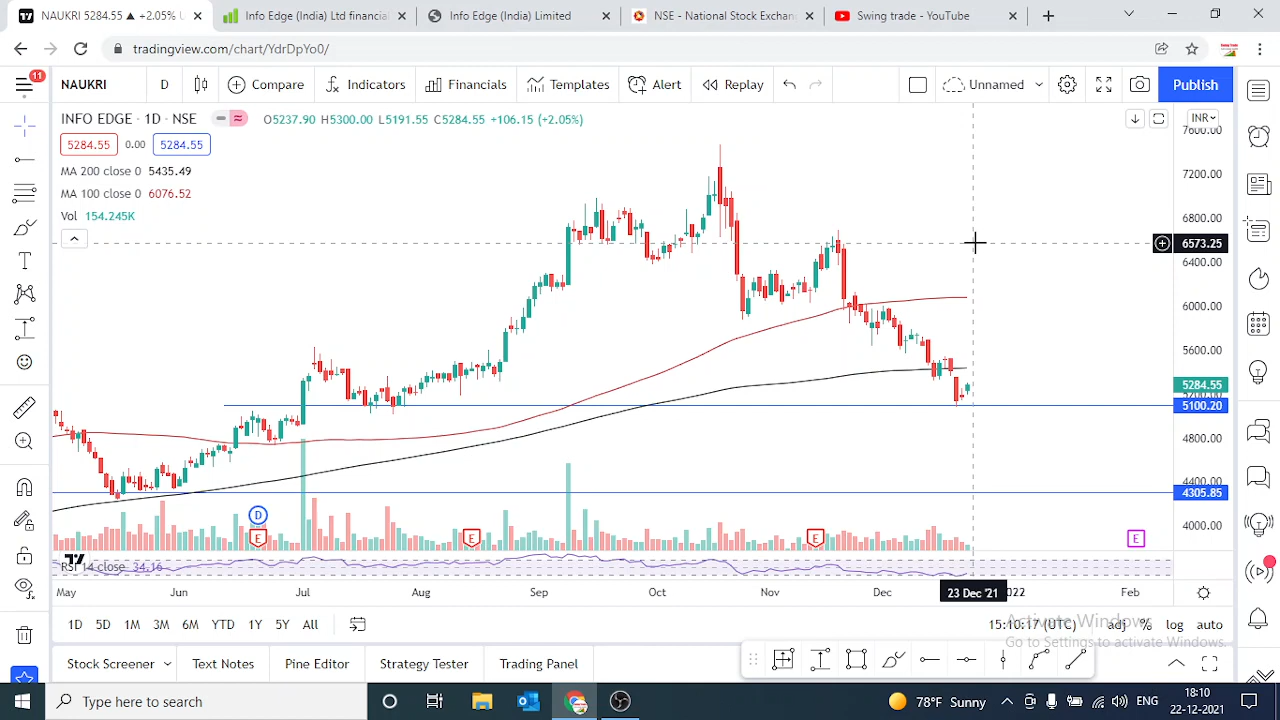 NAUKRI 5284.55 ▲ +2.05% U
Info Edge (India) Ltd financia
Info Edge (India) Limited
NSE - National Stock Exchan
Swing trade - YouTube
tradingview.com/chart/YdrDpYo0/
11
NAUKRI
D
Compare
Indicators
Financials
Templates
Alert
Replay
Unnamed
Publish
INFO EDGE · 1D · NSE
O5237.90 H5300.00 L5191.55 C5284.55 +106.15 (+2.05%)
INR
5284.55 0.00 5284.55
MA 200 close 0 5435.49
MA 100 close 0 6076.52
Vol 154.245K
7600.00
7200.00
6800.00
6573.25
6400.00
6000.00
5600.00
5284.55
5200.00
5100.20
4800.00
4400.00
4305.85
4000.00
D
E
E
E
E
RSI 14 close 34.16
May
Jun
Jul
Aug
Sep
Oct
Nov
Dec
23 Dec '21
2022
Feb
1D 5D 1M 3M 6M YTD 1Y 5Y All
15:10:17 (UTC)
adj % log auto
Activate Windows
Go to Settings to activate Windows.
Stock Screener
Text Notes
Pine Editor
Strategy Tester
Trading Panel
Type here to search
78°F Sunny
ENG
18:10
22-12-2021